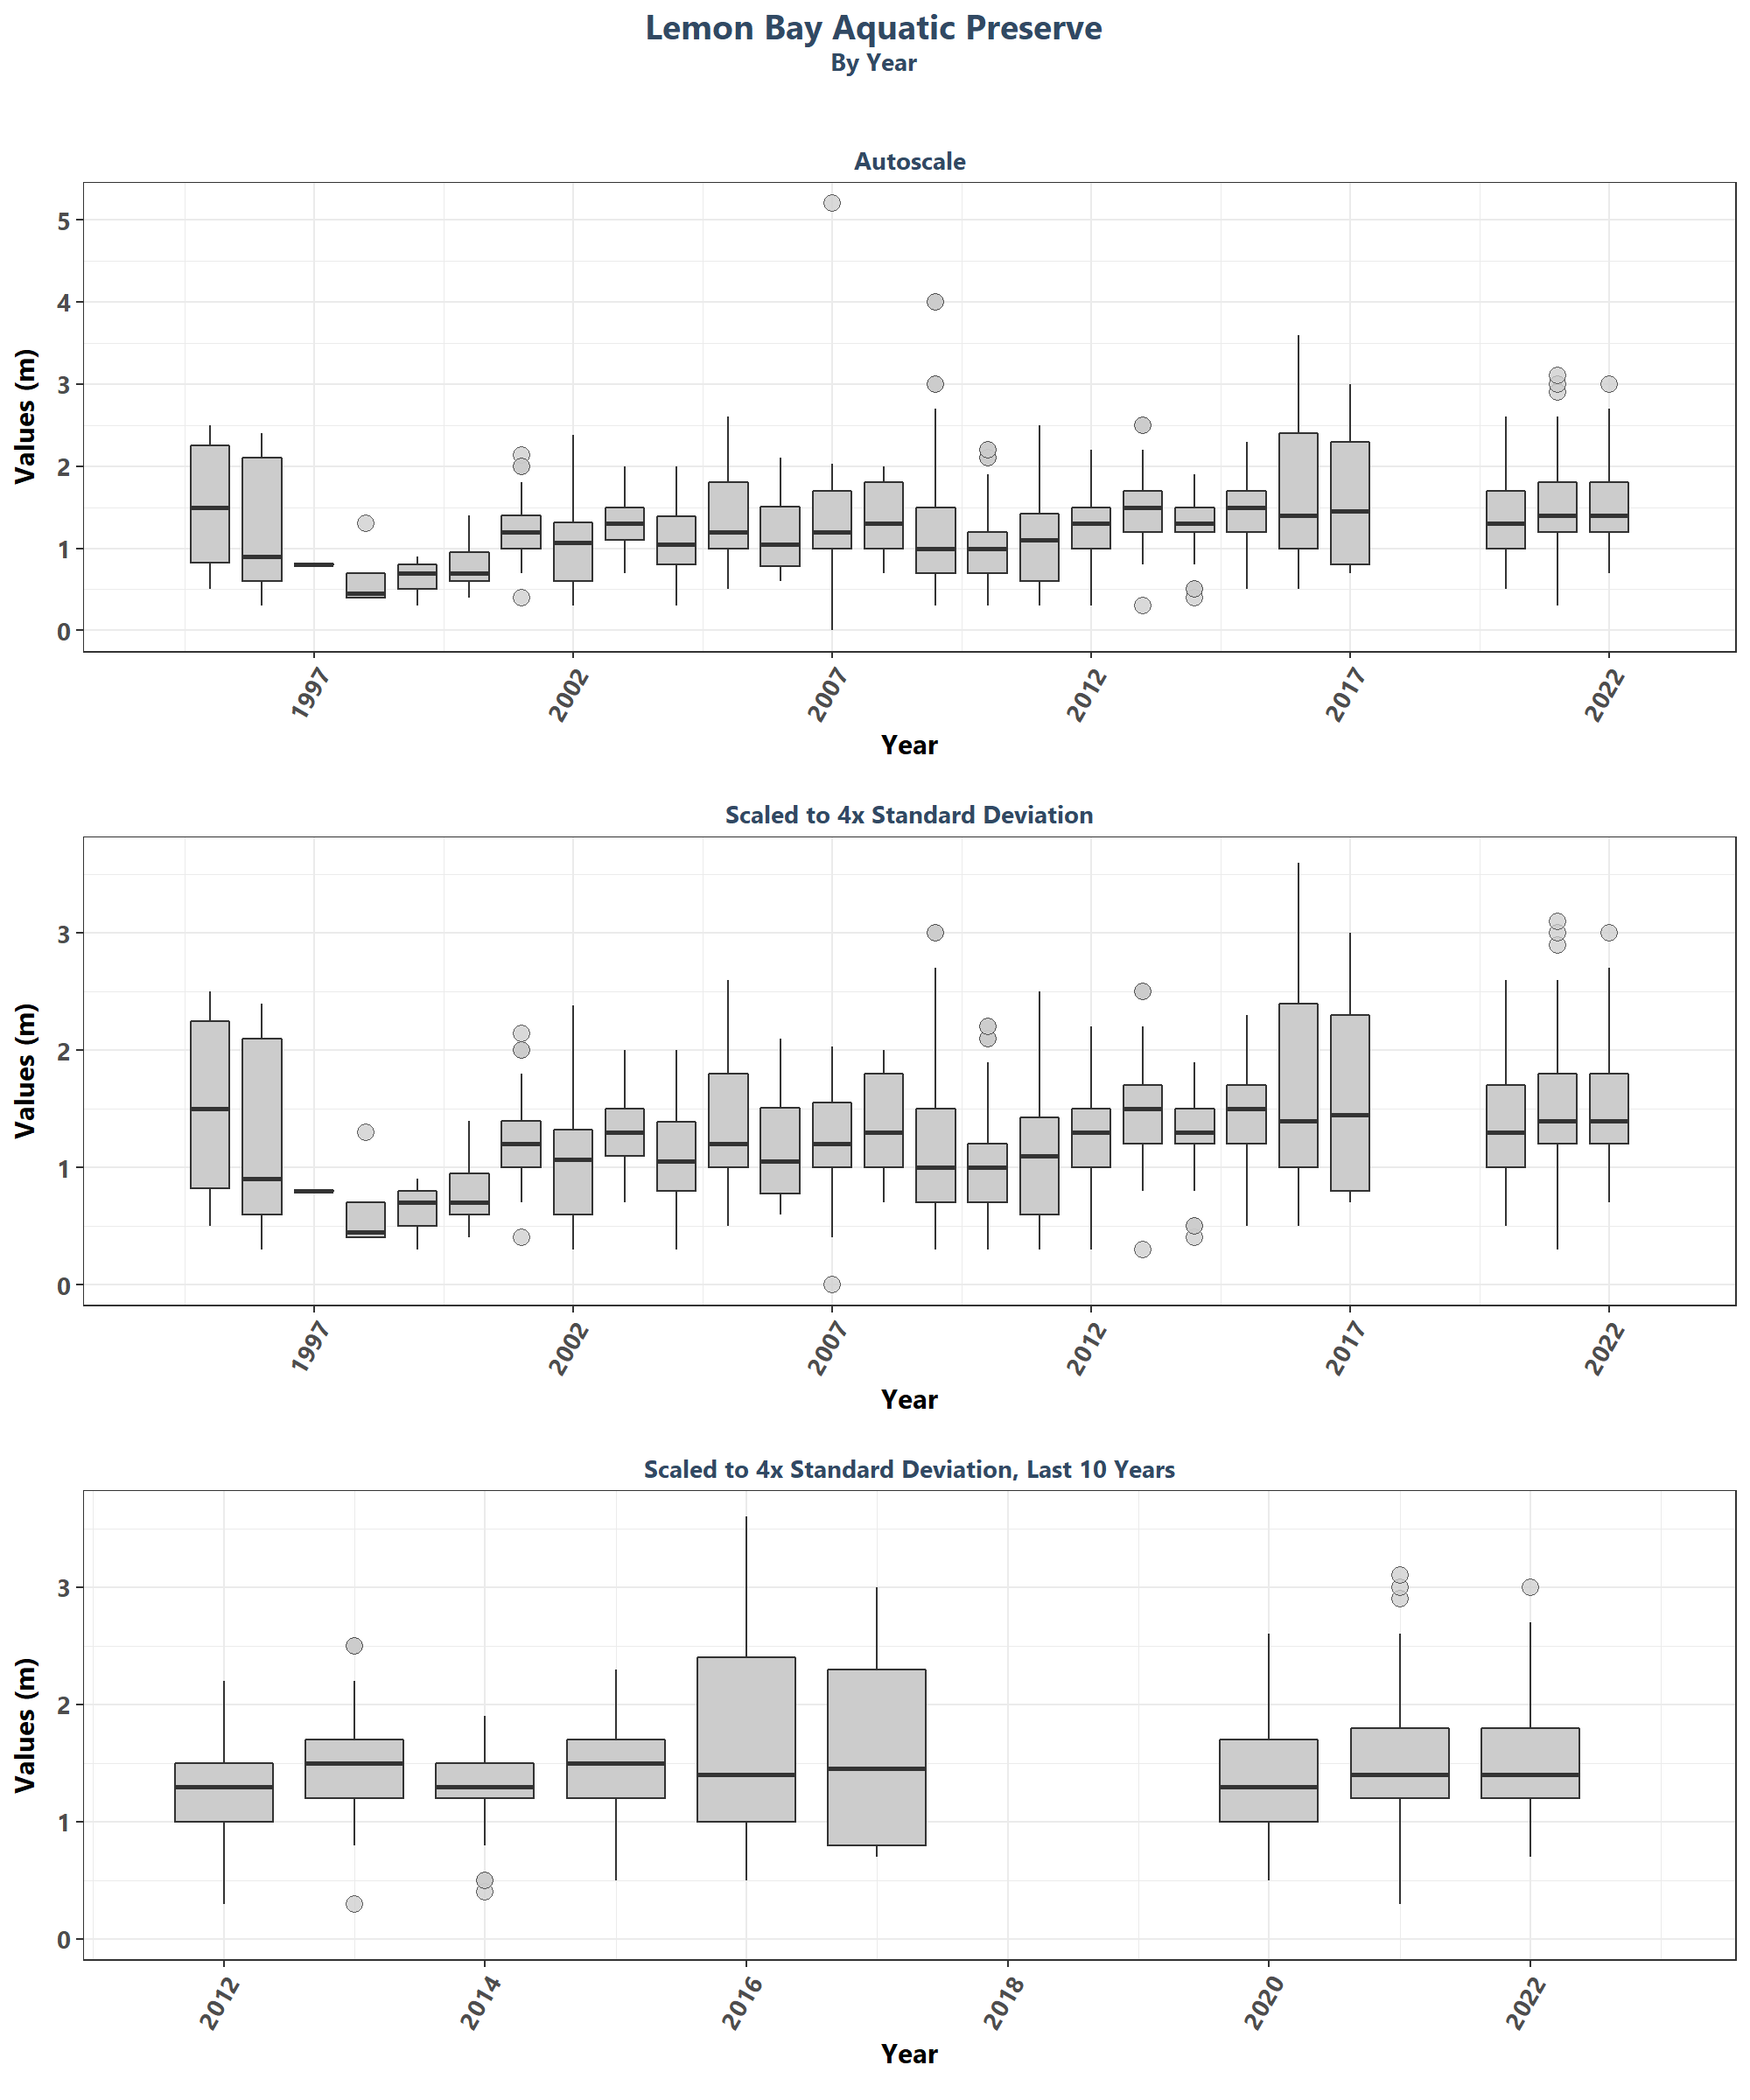 Lemon Bay Aquatic Preserve
By Year
Autoscale
Values (m)
5
4
3
2
1
0
1997 2002 2007 2012 2017 2022
Year
Scaled to 4x Standard Deviation
Values (m)
3
2
1
0
1997 2002 2007 2012 2017 2022
Year
Scaled to 4x Standard Deviation, Last 10 Years
Values (m)
3
2
1
0
2012 2014 2016 2018 2020 2022
Year